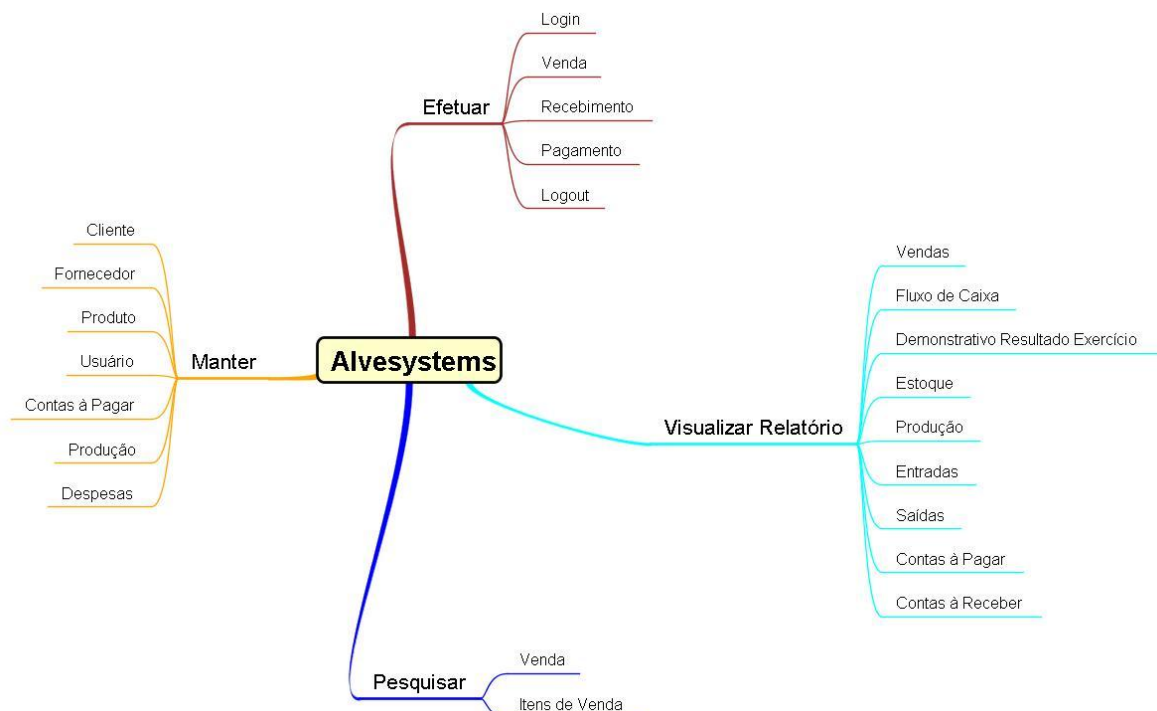 Login
Venda
Efetuar
Recebimento
Pagamento
Logout
Cliente
Fornecedor
Produto
Manter
Usuário
Contas à Pagar
Produção
Despesas
Alvesystems
Vendas
Fluxo de Caixa
Demonstrativo Resultado Exercício
Estoque
Visualizar Relatório
Produção
Entradas
Saídas
Contas à Pagar
Contas à Receber
Pesquisar
Venda
Itens de Venda